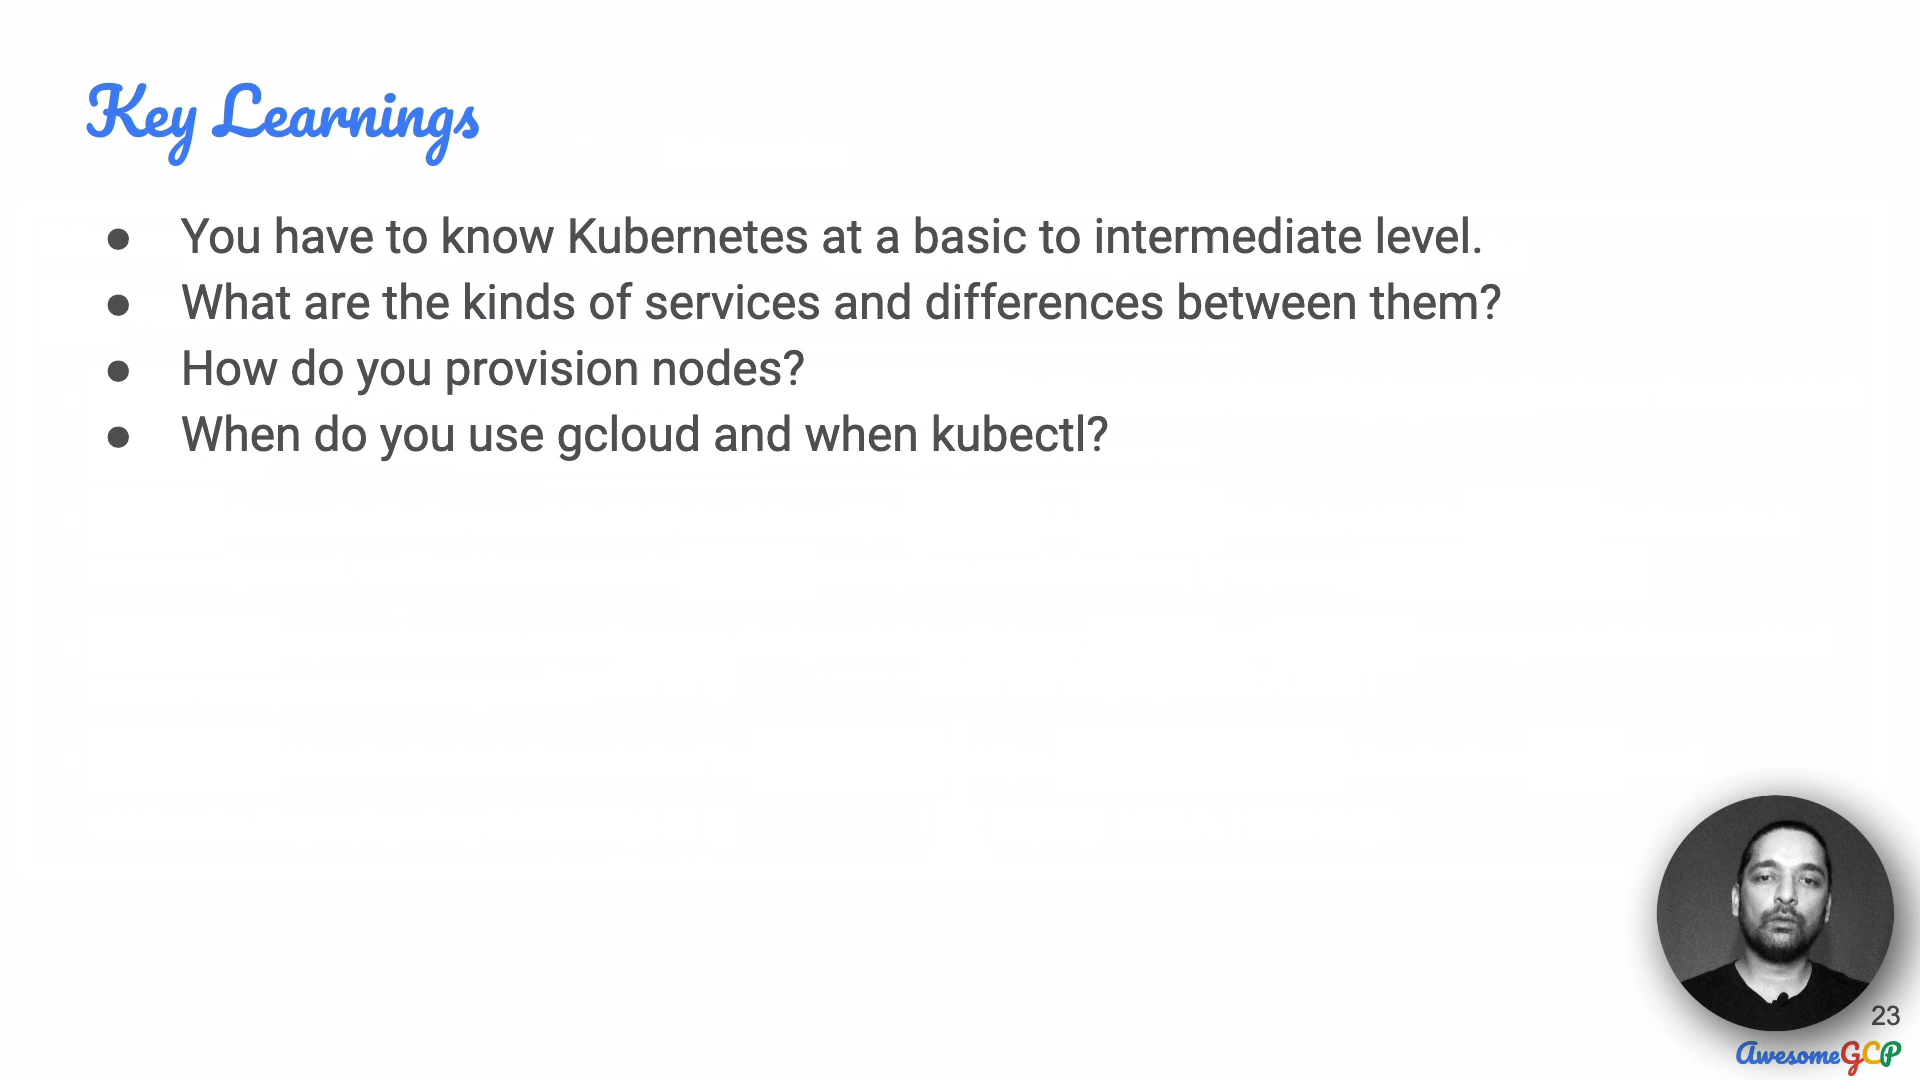 Key Learnings
● You have to know Kubernetes at a basic to intermediate level.
● What are the kinds of services and differences between them?
● How do you provision nodes?
● When do you use gcloud and when kubectl?
23
AwesomeGCP